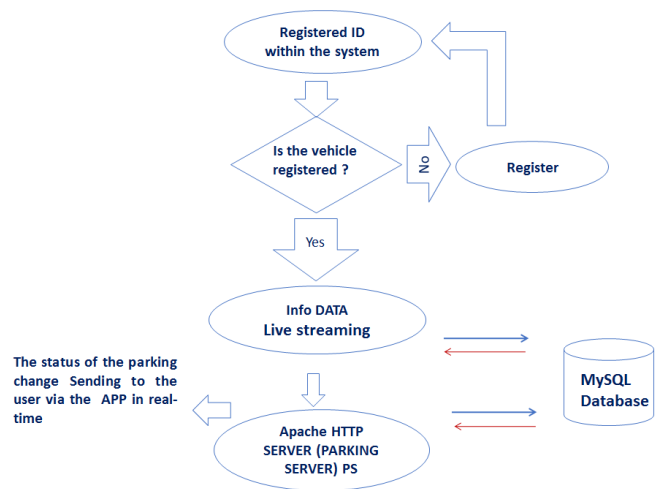 Registered ID
within the system
Is the vehicle
registered ?
No
Register
Yes
Info DATA
Live streaming
MySQL
Database
The status of the parking
change Sending to the
user via the APP in real-
time
Apache HTTP
SERVER (PARKING
SERVER) PS